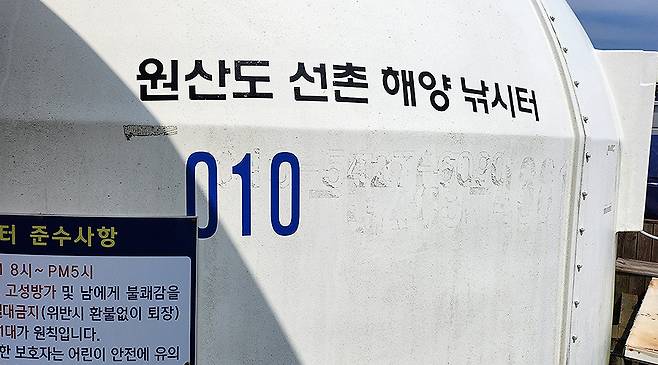 원산도 선촌 해양 낚시터
010
터 준수사항
8시~PM5시
고성방가 및 남에게 불쾌감을
절대금지(위반시 환불없이 퇴장)
1대가 원칙입니다.
한 보호자는 어린이 안전에 유의